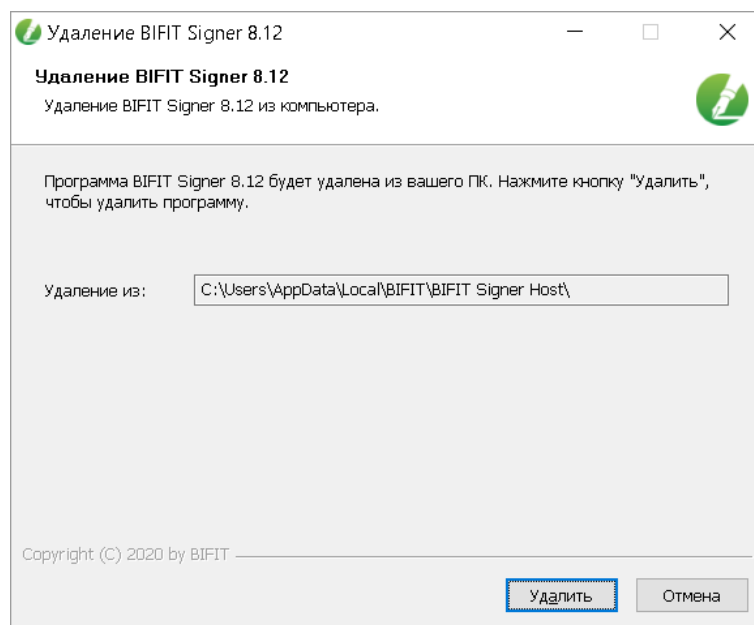 Удаление BIFIT Signer 8.12
Удаление BIFIT Signer 8.12
Удаление BIFIT Signer 8.12 из компьютера.
Программа BIFIT Signer 8.12 будет удалена из вашего ПК. Нажмите кнопку "Удалить",
чтобы удалить программу.
Удаление из: C:\Users\AppData\Local\BIFIT\BIFIT Signer Host\
Copyright (C) 2020 by BIFIT
Удалить Отмена